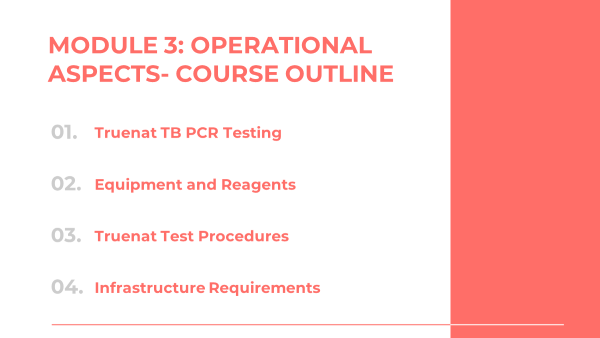 MODULE 3: OPERATIONAL
ASPECTS- COURSE OUTLINE
01. Truenat TB PCR Testing
02. Equipment and Reagents
03. Truenat Test Procedures
04. Infrastructure Requirements